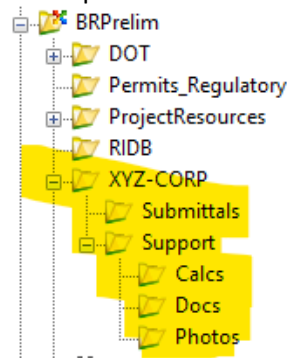 BRPrelim
DOT
Permits_Regulatory
ProjectResources
RIDB
XYZ-CORP
Submittals
Support
Calcs
Docs
Photos